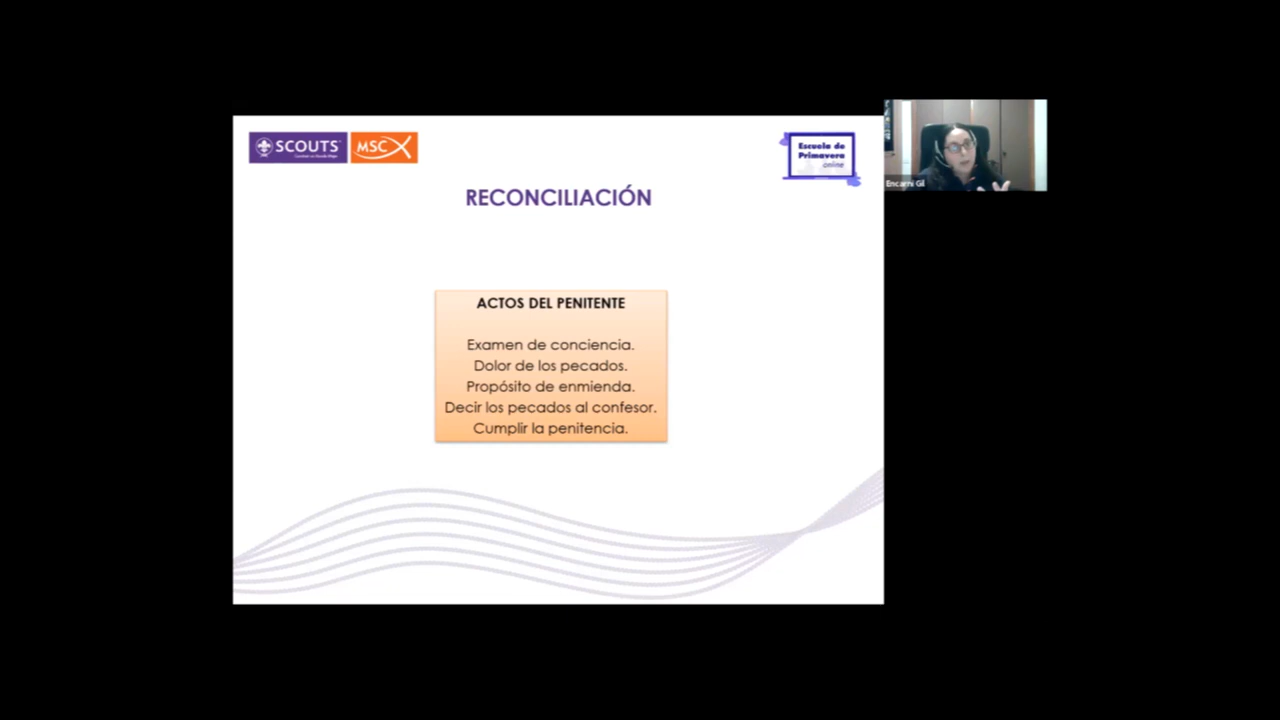 SCOUTS
MSC
Escuela de
Primavera
online
Encarni Gil
RECONCILIACIÓN
ACTOS DEL PENITENTE
Examen de conciencia.
Dolor de los pecados.
Propósito de enmienda.
Decir los pecados al confesor.
Cumplir la penitencia.